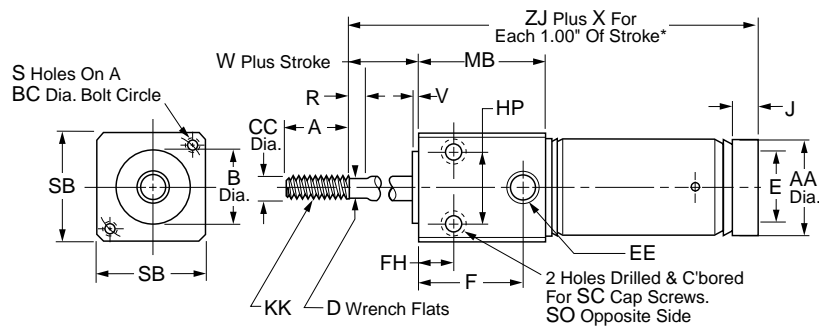 ZJ Plus X For
Each 1.00" Of Stroke*
W Plus Stroke
MB
S Holes On A
BC Dia. Bolt Circle
R
V
HP
J
CC
Dia.
A
SB
B
Dia.
E
AA
Dia.
SB
FH
F
EE
KK
D Wrench Flats
2 Holes Drilled & C'bored
For SC Cap Screws.
SO Opposite Side